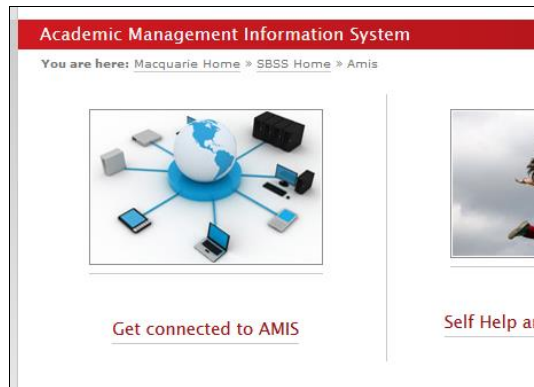 Academic Management Information System
You are here: Macquarie Home » SBSS Home » Amis
Get connected to AMIS
Self Help